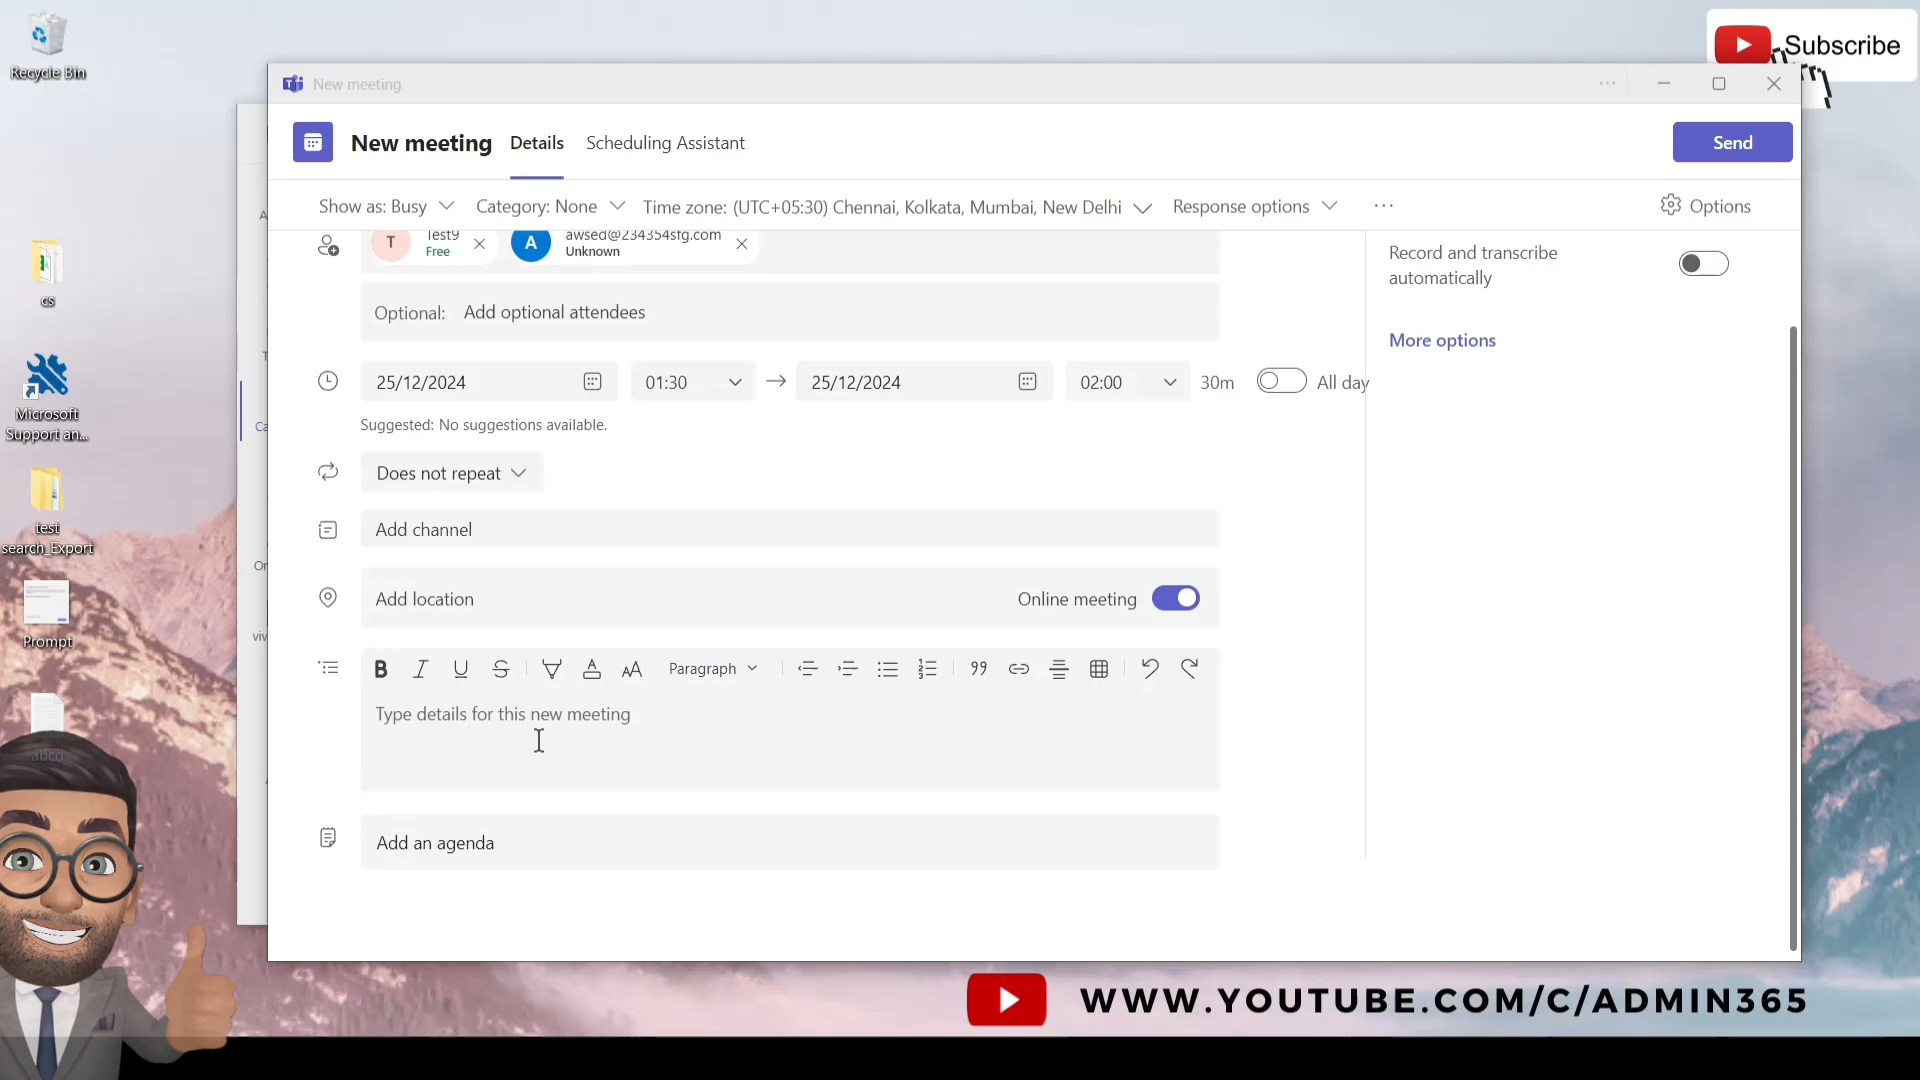 Recycle Bin
Subscribe
New meeting
New meeting
Details
Scheduling Assistant
Send
Show as: Busy
Category: None
Time zone: (UTC+05:30) Chennai, Kolkata, Mumbai, New Delhi
Response options
Options
T
Test9
Free
A
awsed@234354sfg.com
Unknown
Record and transcribe
automatically
Optional:
Add optional attendees
More options
cs
25/12/2024
01:30
25/12/2024
02:00
30m
All day
Microsoft
Support an...
Suggested: No suggestions available.
Does not repeat
Add channel
test
search_Export
Add location
Online meeting
Prompt
Paragraph
Type details for this new meeting
abcd
Add an agenda
WWW.YOUTUBE.COM/C/ADMIN365